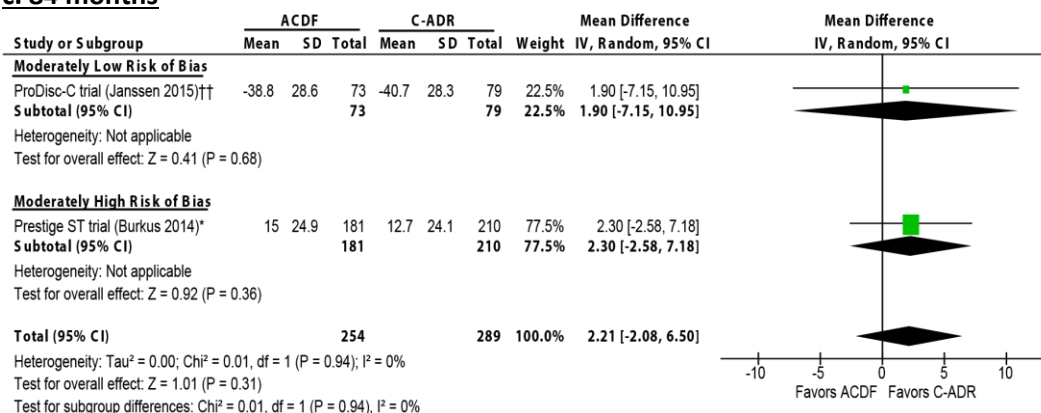 c. 84 months
ACDF C-ADR Mean Difference Mean Difference
Study or Subgroup Mean SD Total Mean SD Total Weight IV, Random, 95% CI IV, Random, 95% CI
Moderately Low Risk of Bias
ProDisc-C trial (Janssen 2015)†† -38.8 28.6 73 -40.7 28.3 79 22.5% 1.90 [-7.15, 10.95]
Subtotal (95% CI) 73 79 22.5% 1.90 [-7.15, 10.95]
Heterogeneity: Not applicable
Test for overall effect: Z = 0.41 (P = 0.68)
Moderately High Risk of Bias
Prestige ST trial (Burkus 2014)* 15 24.9 181 12.7 24.1 210 77.5% 2.30 [-2.58, 7.18]
Subtotal (95% CI) 181 210 77.5% 2.30 [-2.58, 7.18]
Heterogeneity: Not applicable
Test for overall effect: Z = 0.92 (P = 0.36)
Total (95% CI) 254 289 100.0% 2.21 [-2.08, 6.50]
Heterogeneity: Tau² = 0.00; Chi² = 0.01, df = 1 (P = 0.94); I² = 0%
Test for overall effect: Z = 1.01 (P = 0.31)
Test for subgroup differences: Chi² = 0.01, df = 1 (P = 0.94), I² = 0%
-10 -5 0 5 10
Favors ACDF Favors C-ADR